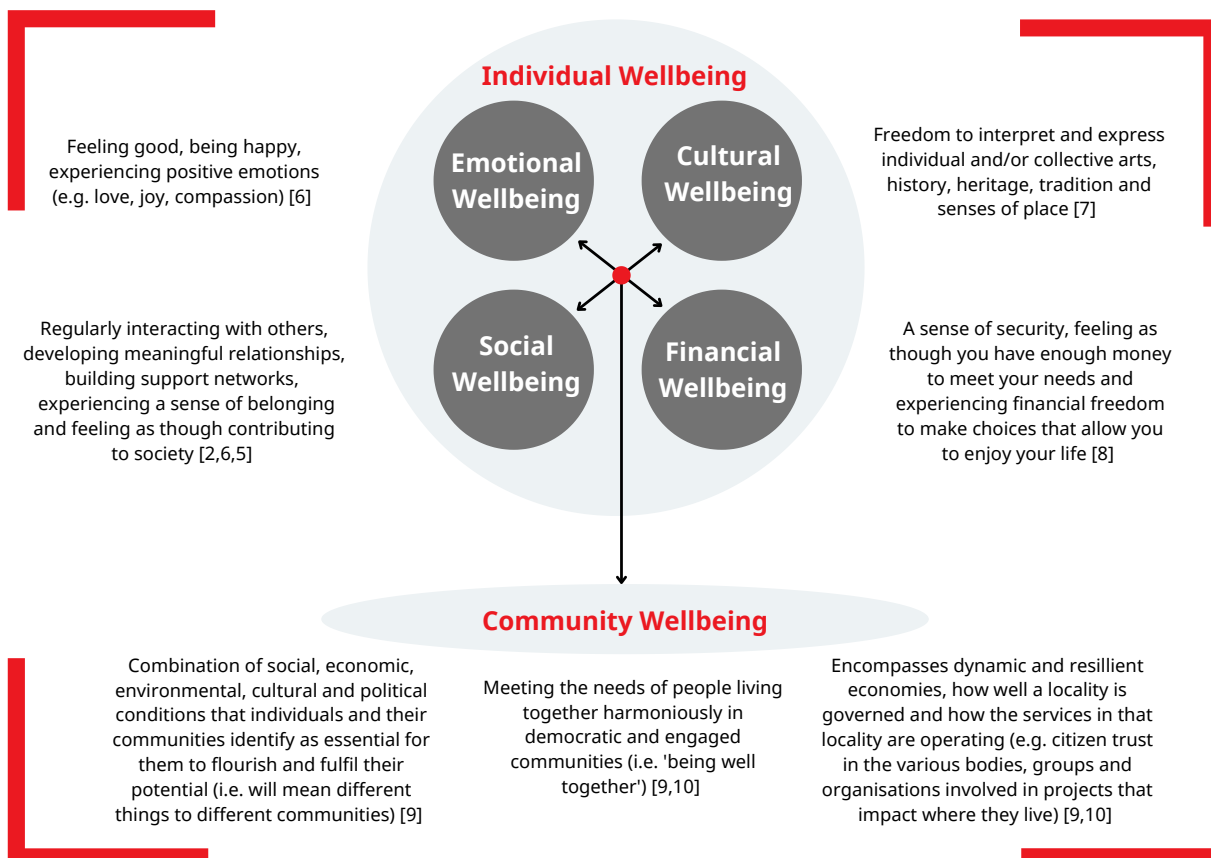 Individual Wellbeing
Emotional
Wellbeing
Cultural
Wellbeing
Feeling good, being happy,
experiencing positive emotions
(e.g. love, joy, compassion) [6]
Freedom to interpret and express
individual and/or collective arts,
history, heritage, tradition and
senses of place [7]
Social
Wellbeing
Financial
Wellbeing
Regularly interacting with others,
developing meaningful relationships,
building support networks,
experiencing a sense of belonging
and feeling as though contributing
to society [2,6,5]
A sense of security, feeling as
though you have enough money
to meet your needs and
experiencing financial freedom
to make choices that allow you
to enjoy your life [8]
Community Wellbeing
Combination of social, economic,
environmental, cultural and political
conditions that individuals and their
communities identify as essential for
them to flourish and fulfil their
potential (i.e. will mean different
things to different communities) [9]
Meeting the needs of people living
together harmoniously in
democratic and engaged
communities (i.e. 'being well
together') [9,10]
Encompasses dynamic and resillient
economies, how well a locality is
governed and how the services in that
locality are operating (e.g. citizen trust
in the various bodies, groups and
organisations involved in projects that
impact where they live) [9,10]